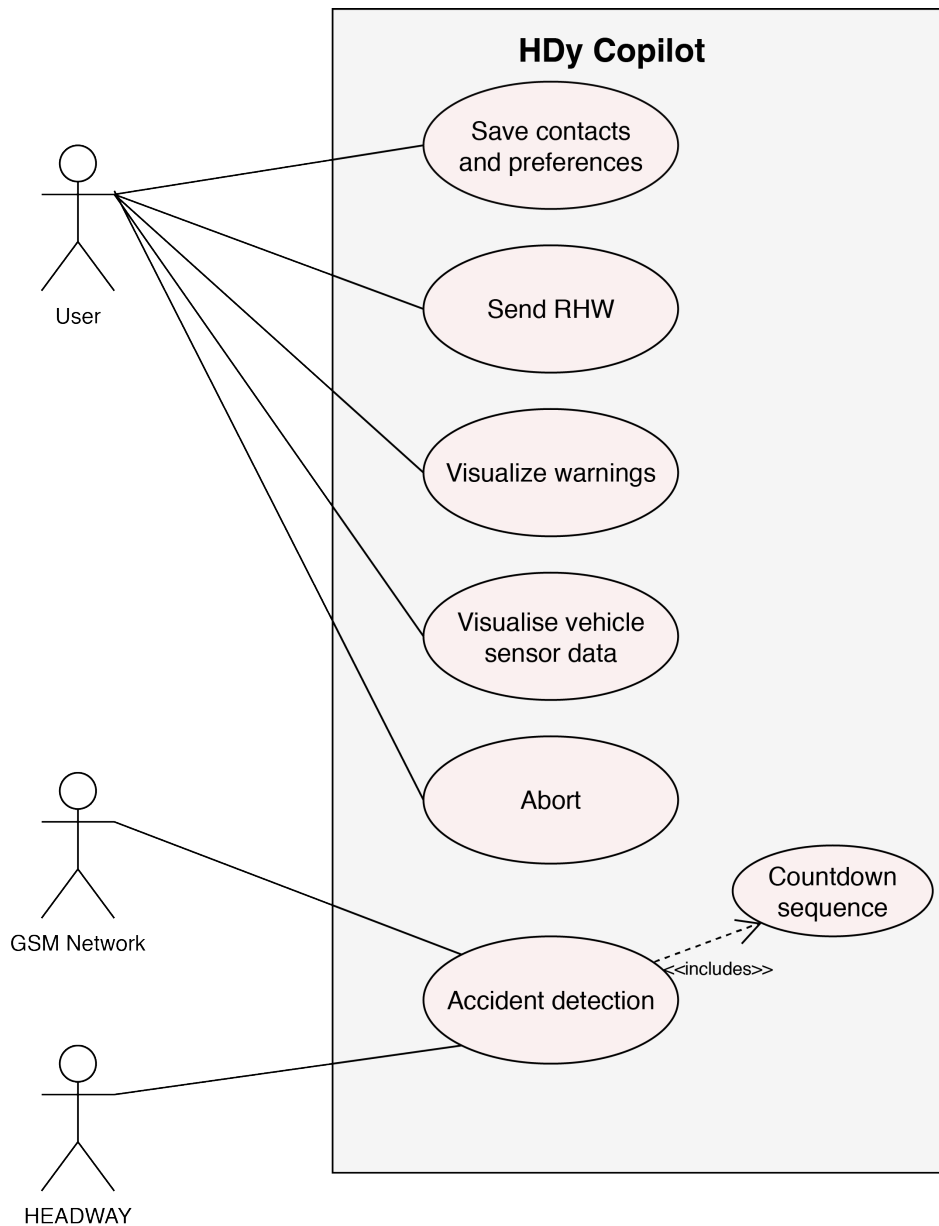 HDy Copilot
Save contacts
and preferences
User
Send RHW
Visualize warnings
Visualise vehicle
sensor data
Abort
Countdown
sequence
GSM Network
<<includes>>
Accident detection
HEADWAY